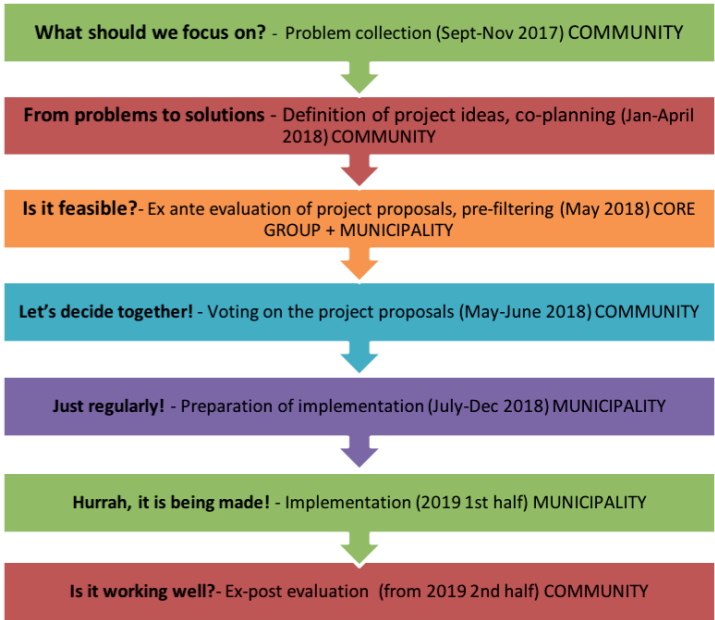 What should we focus on? - Problem collection (Sept-Nov 2017) COMMUNITY
From problems to solutions - Definition of project ideas, co-planning (Jan-April
2018) COMMUNITY
Is it feasible?- Ex ante evaluation of project proposals, pre-filtering (May 2018) CORE
GROUP + MUNICIPALITY
Let's decide together! - Voting on the project proposals (May-June 2018) COMMUNITY
Just regularly! - Preparation of implementation (July-Dec 2018) MUNICIPALITY
Hurrah, it is being made! - Implementation (2019 1st half) MUNICIPALITY
Is it working well?- Ex-post evaluation (from 2019 2nd half) COMMUNITY